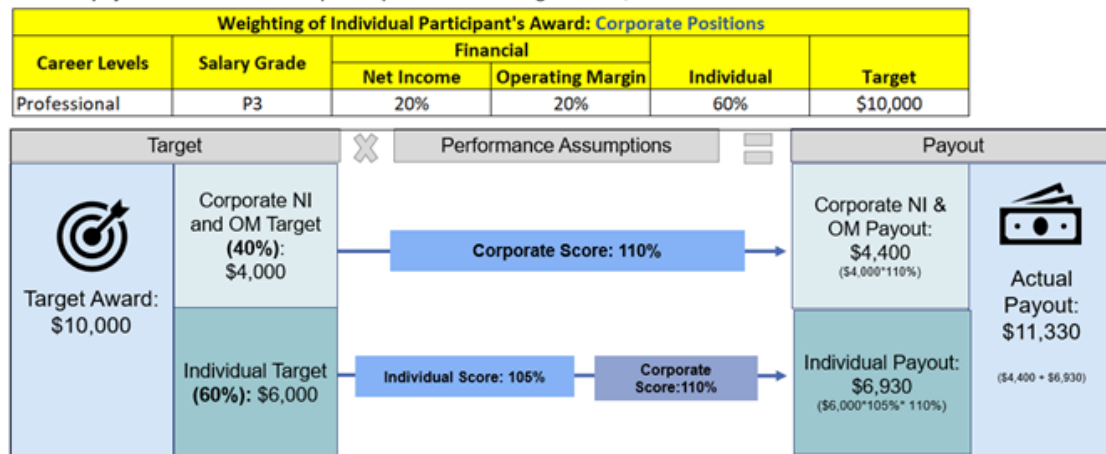 Weighting of Individual Participant's Award: Corporate Positions
Career Levels
Salary Grade
Financial
Net Income
Operating Margin
Individual
Target
Professional
P3
20%
20%
60%
$10,000
Target
Performance Assumptions
Payout
Target Award:
$10,000
Corporate NI
and OM Target
(40%):
$4,000
Corporate Score: 110%
Corporate NI &
OM Payout:
$4,400
($4,000*110%)
Individual Target
(60%): $6,000
Individual Score: 105%
Corporate
Score:110%
Individual Payout:
$6,930
($6,000*105%* 110%)
Actual
Payout:
$11,330
($4,400 + $6,930)